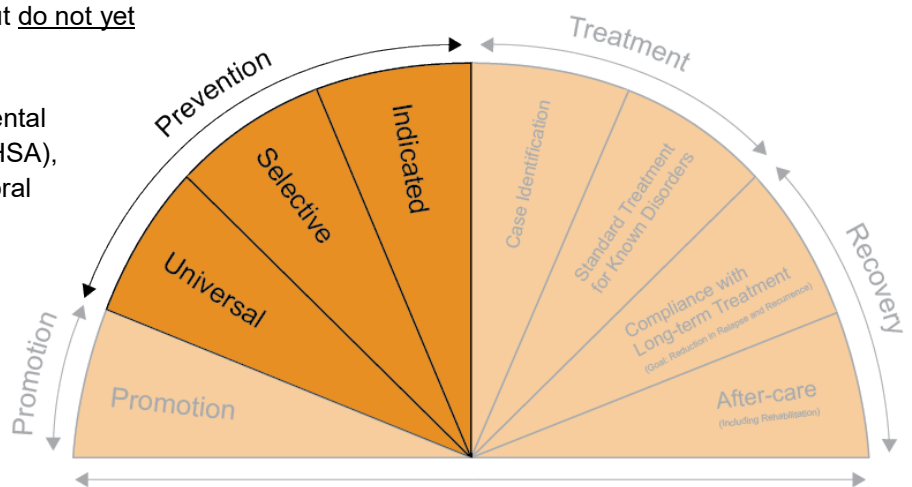 ut do not yet
ental
HSA),
oral
Promotion
Prevention
Treatment
Recovery
Promotion
Universal
Selective
Indicated
Case Identification
Standard Treatment
for Known Disorders
Compliance with
Long-term Treatment
(Goal: Reduction in Relapse and Recurrence)
After-care
(Including Rehabilitation)